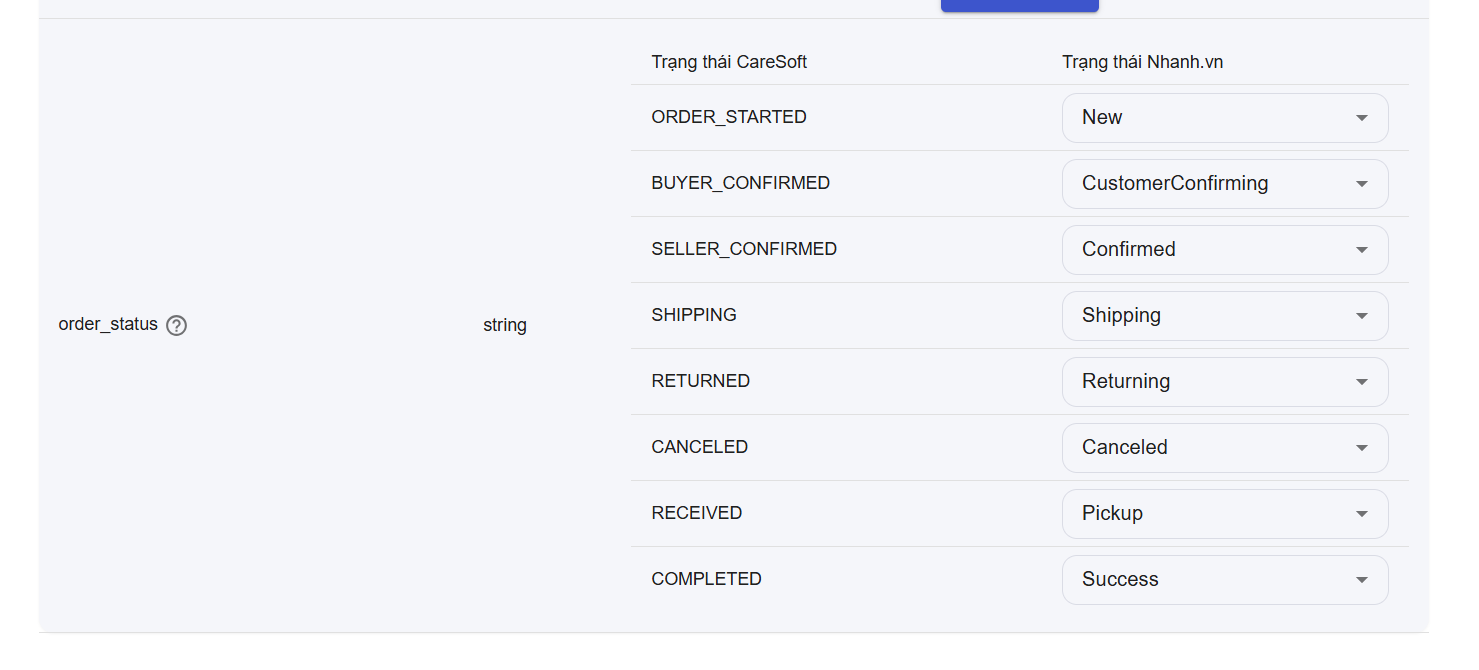 Trạng thái CareSoft Trạng thái Nhanh.vn
ORDER_STARTED New
BUYER_CONFIRMED CustomerConfirming
SELLER_CONFIRMED Confirmed
order_status string SHIPPING Shipping
RETURNED Returning
CANCELED Canceled
RECEIVED Pickup
COMPLETED Success